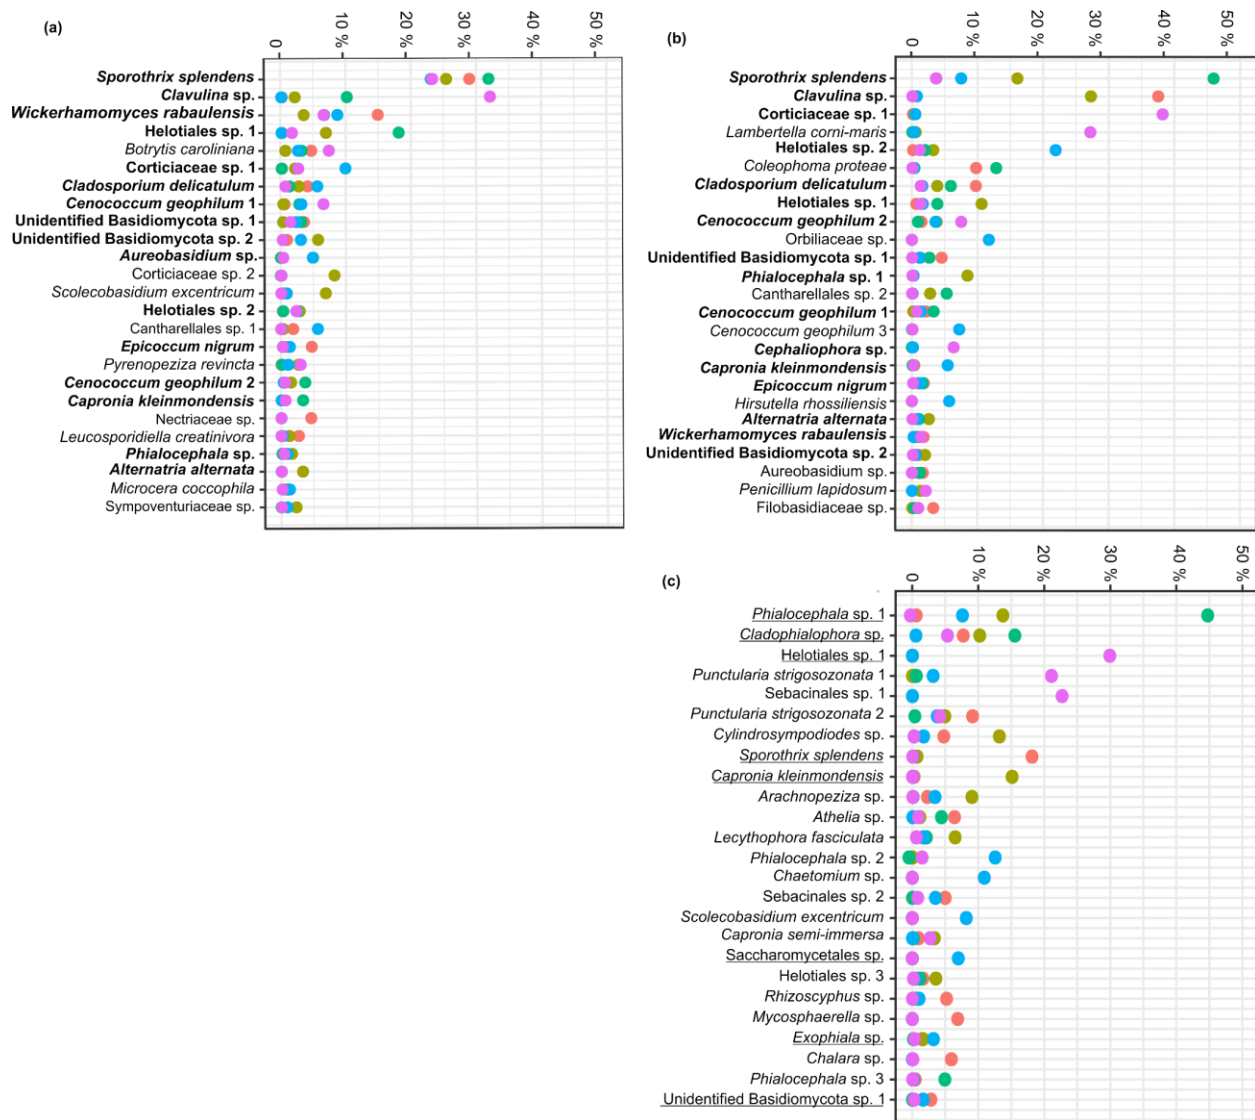 (a)
0
10 %
20 %
30 %
40 %
50 %
Sporothrix splendens
Clavulina sp.
Wickerhamomyces rabaulensis
Helotiales sp. 1
Botrytis caroliniana
Corticiaceae sp. 1
Cladosporium delicatulum
Cenococcum geophilum 1
Unidentified Basidiomycota sp. 1
Unidentified Basidiomycota sp. 2
Aureobasidium sp.
Corticiaceae sp. 2
Scolecobasidium excentricum
Helotiales sp. 2
Cantharellales sp. 1
Epicoccum nigrum
Pyrenopeziza revincta
Cenococcum geophilum 2
Capronia kleinmondensis
Nectriaceae sp.
Leucosporidiella creatinivora
Phialocephala sp.
Alternatria alternata
Microcera coccophila
Sympoventuriaceae sp.
(b)
0
10 %
20 %
30 %
40 %
50 %
Sporothrix splendens
Clavulina sp.
Corticiaceae sp. 1
Lambertella corni-maris
Helotiales sp. 2
Coleophoma proteae
Cladosporium delicatulum
Helotiales sp. 1
Cenococcum geophilum 2
Orbiliaceae sp.
Unidentified Basidiomycota sp. 1
Phialocephala sp. 1
Cantharellales sp. 2
Cenococcum geophilum 1
Cenococcum geophilum 3
Cephaliophora sp.
Capronia kleinmondensis
Epicoccum nigrum
Hirsutella rhossiliensis
Alternatria alternata
Wickerhamomyces rabaulensis
Unidentified Basidiomycota sp. 2
Aureobasidium sp.
Penicillium lapidosum
Filobasidiaceae sp.
(c)
0
10 %
20 %
30 %
40 %
50 %
Phialocephala sp. 1
Cladophialophora sp.
Helotiales sp. 1
Punctularia strigosozonata 1
Sebacinales sp. 1
Punctularia strigosozonata 2
Cylindrosympodiodes sp.
Sporothrix splendens
Capronia kleinmondensis
Arachnopeziza sp.
Athelia sp.
Lecythophora fasciculata
Phialocephala sp. 2
Chaetomium sp.
Sebacinales sp. 2
Scolecobasidium excentricum
Capronia semi-immersa
Saccharomycetales sp.
Helotiales sp. 3
Rhizoscyphus sp.
Mycosphaerella sp.
Exophiala sp.
Chalara sp.
Phialocephala sp. 3
Unidentified Basidiomycota sp. 1